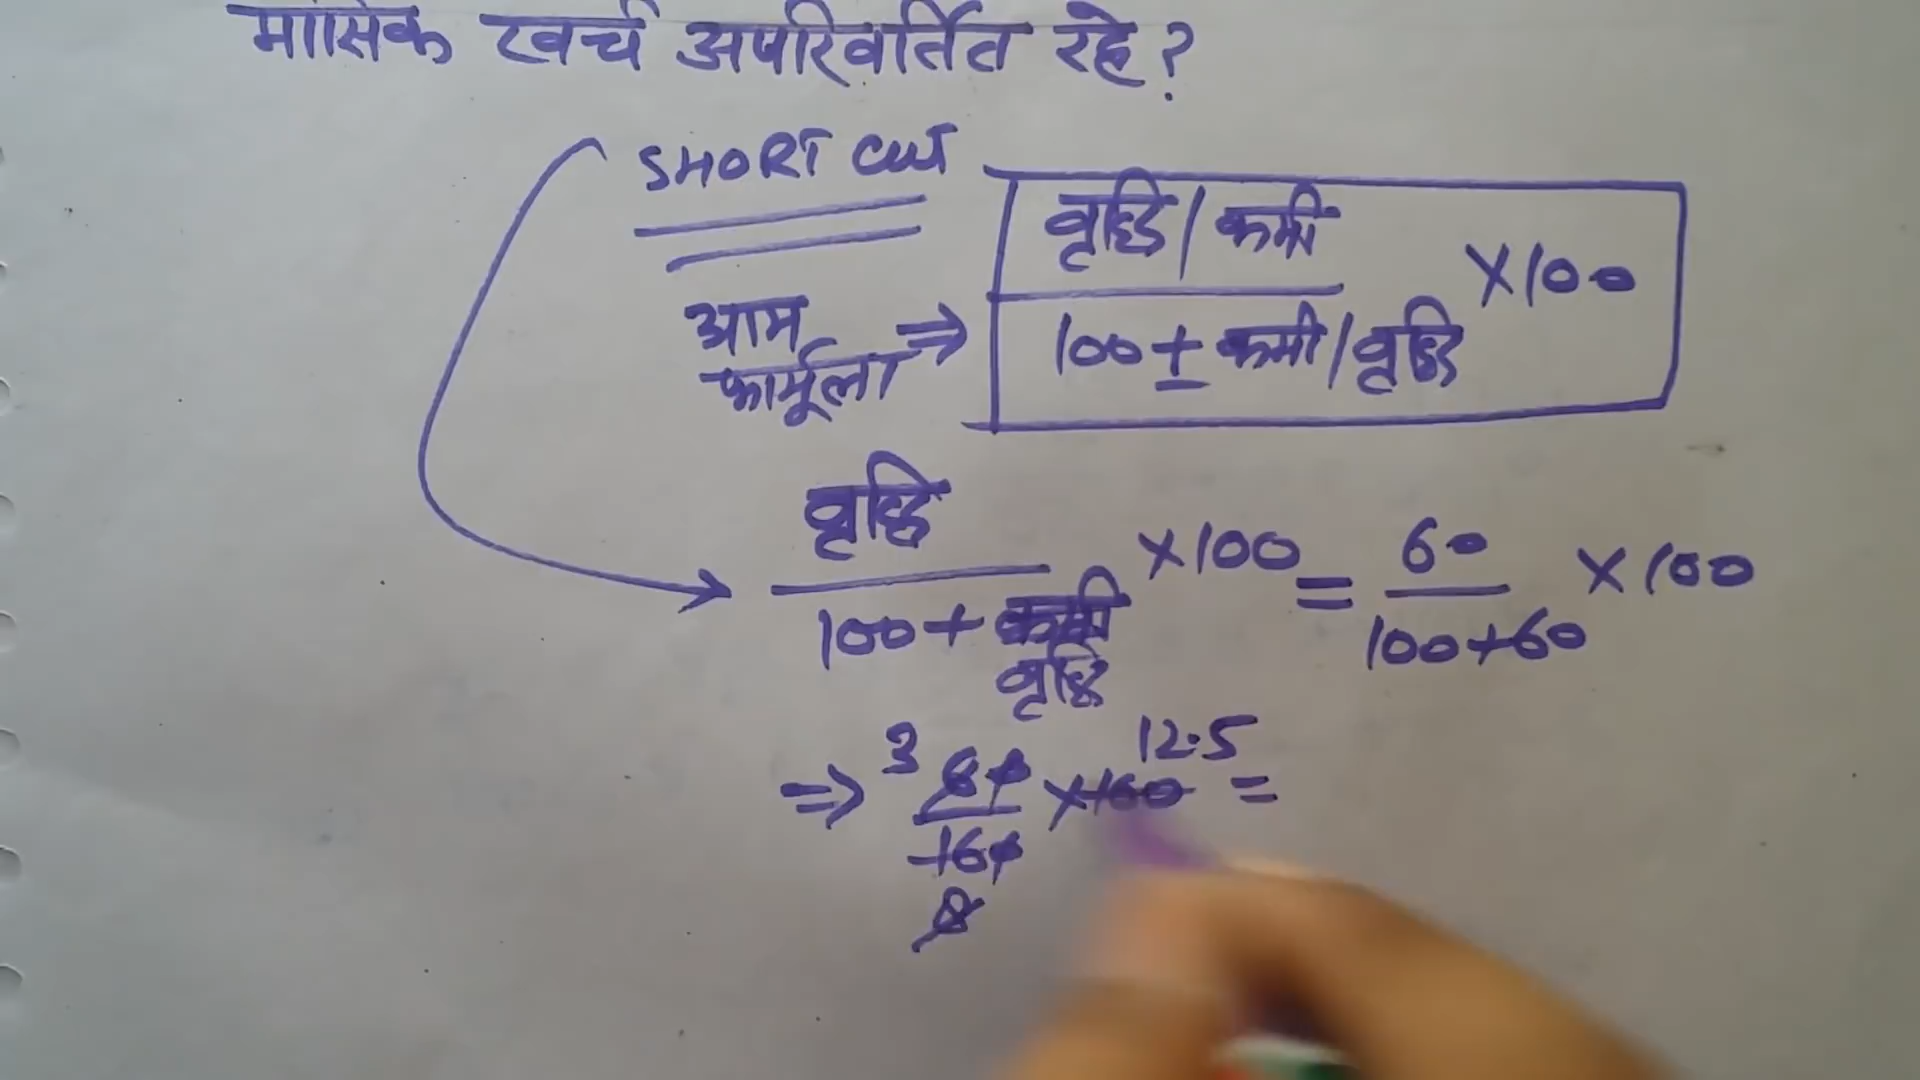 मासिक खर्च अपरिवर्तित रहे?
SHORT CUT
वृद्धि / कमी
100 ± कमी / वृद्धि
×100
आम
फार्मूला ⇒
वृद्धि
100 + कमी
वृद्धि
×100 = 60
100+60
× 100
⇒ 3 60
160
8
×100 12.5 =